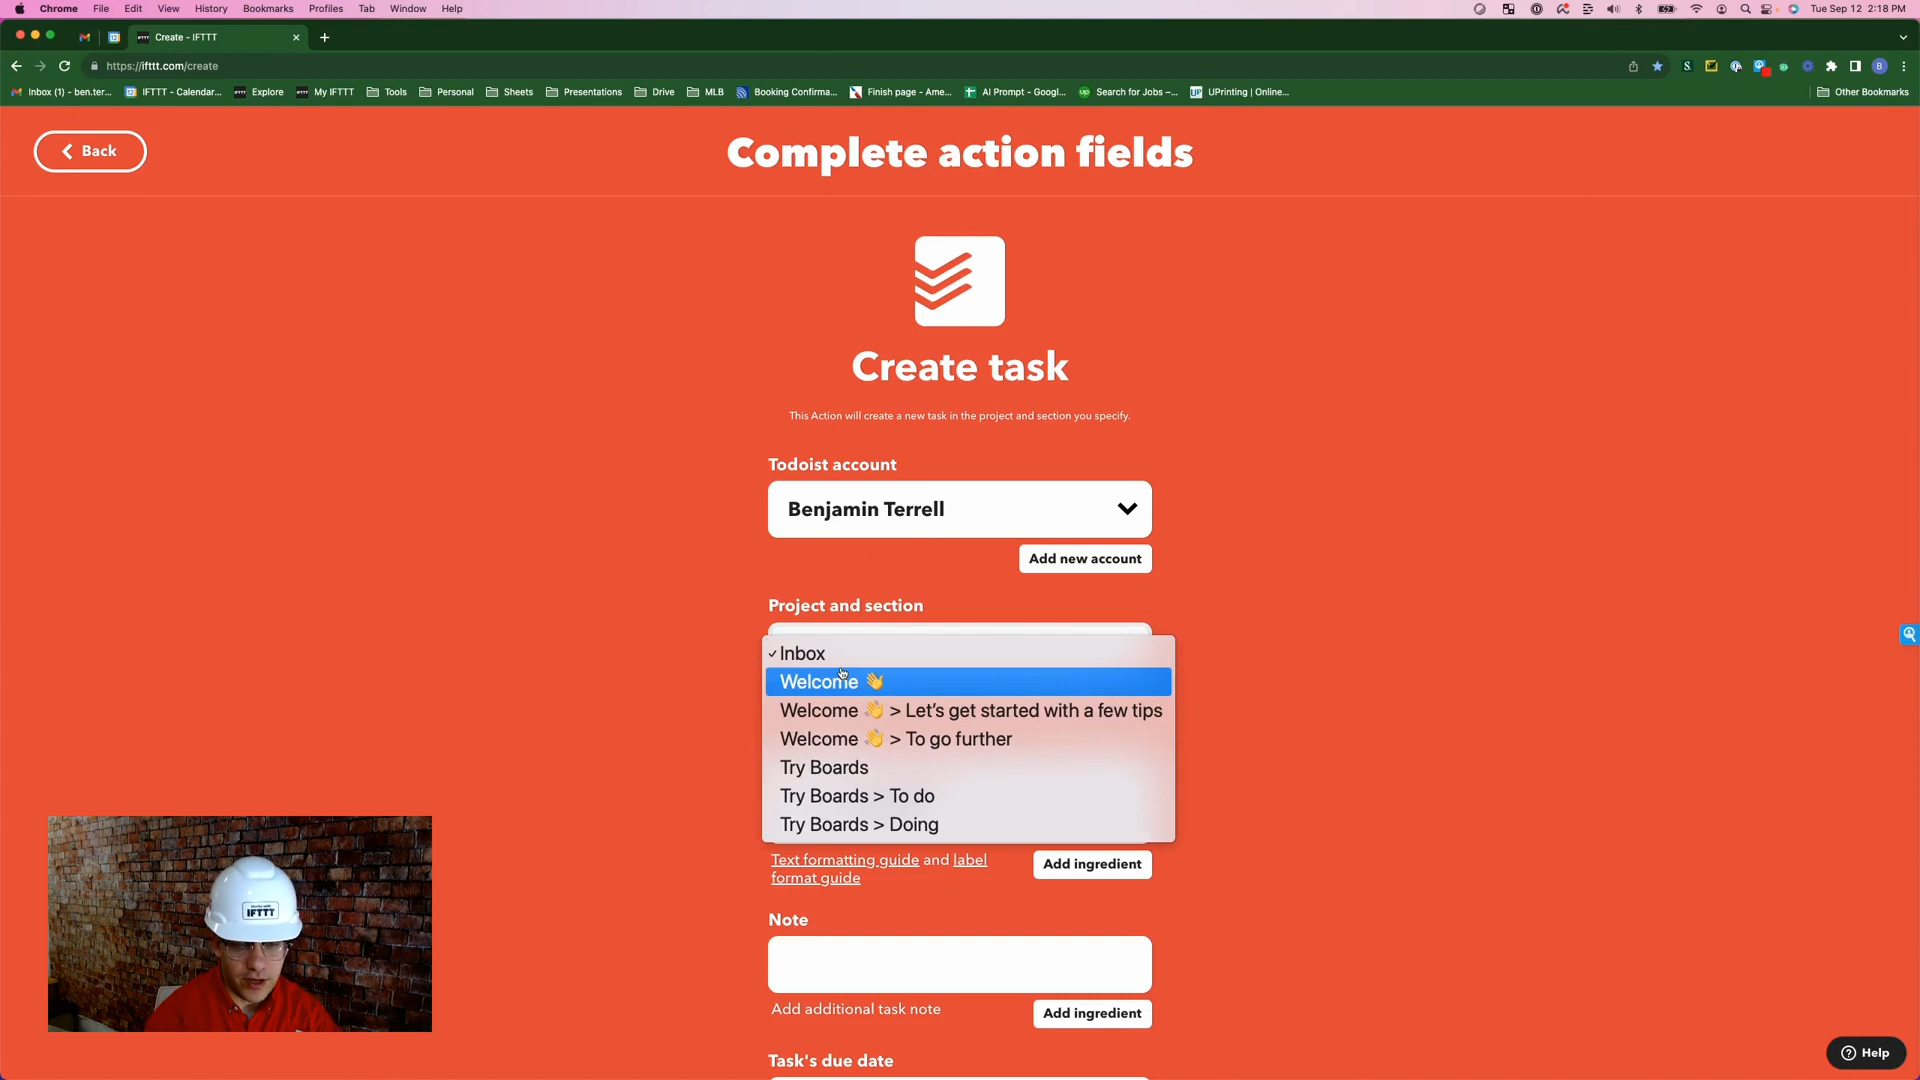 Chrome File Edit View History Bookmarks Profiles Tab Window Help
Tue Sep 12 2:18 PM
Create - IFTTT
https://ifttt.com/create
Inbox (1) - ben.ter... IFTTT - Calendar... Explore My IFTTT Tools Personal Sheets Presentations Drive MLB Booking Confirma... Finish page - Ame... AI Prompt - Googl... Search for Jobs –... UPrinting | Online... Other Bookmarks
Back
Complete action fields
Create task
This Action will create a new task in the project and section you specify.
Todoist account
Benjamin Terrell
Add new account
Project and section
✓ Inbox
Welcome 👋
Welcome 👋 > Let's get started with a few tips
Welcome 👋 > To go further
Try Boards
Try Boards > To do
Try Boards > Doing
Text formatting guide and label
format guide
Add ingredient
Note
Add additional task note
Add ingredient
Task's due date
Help
IFTTT